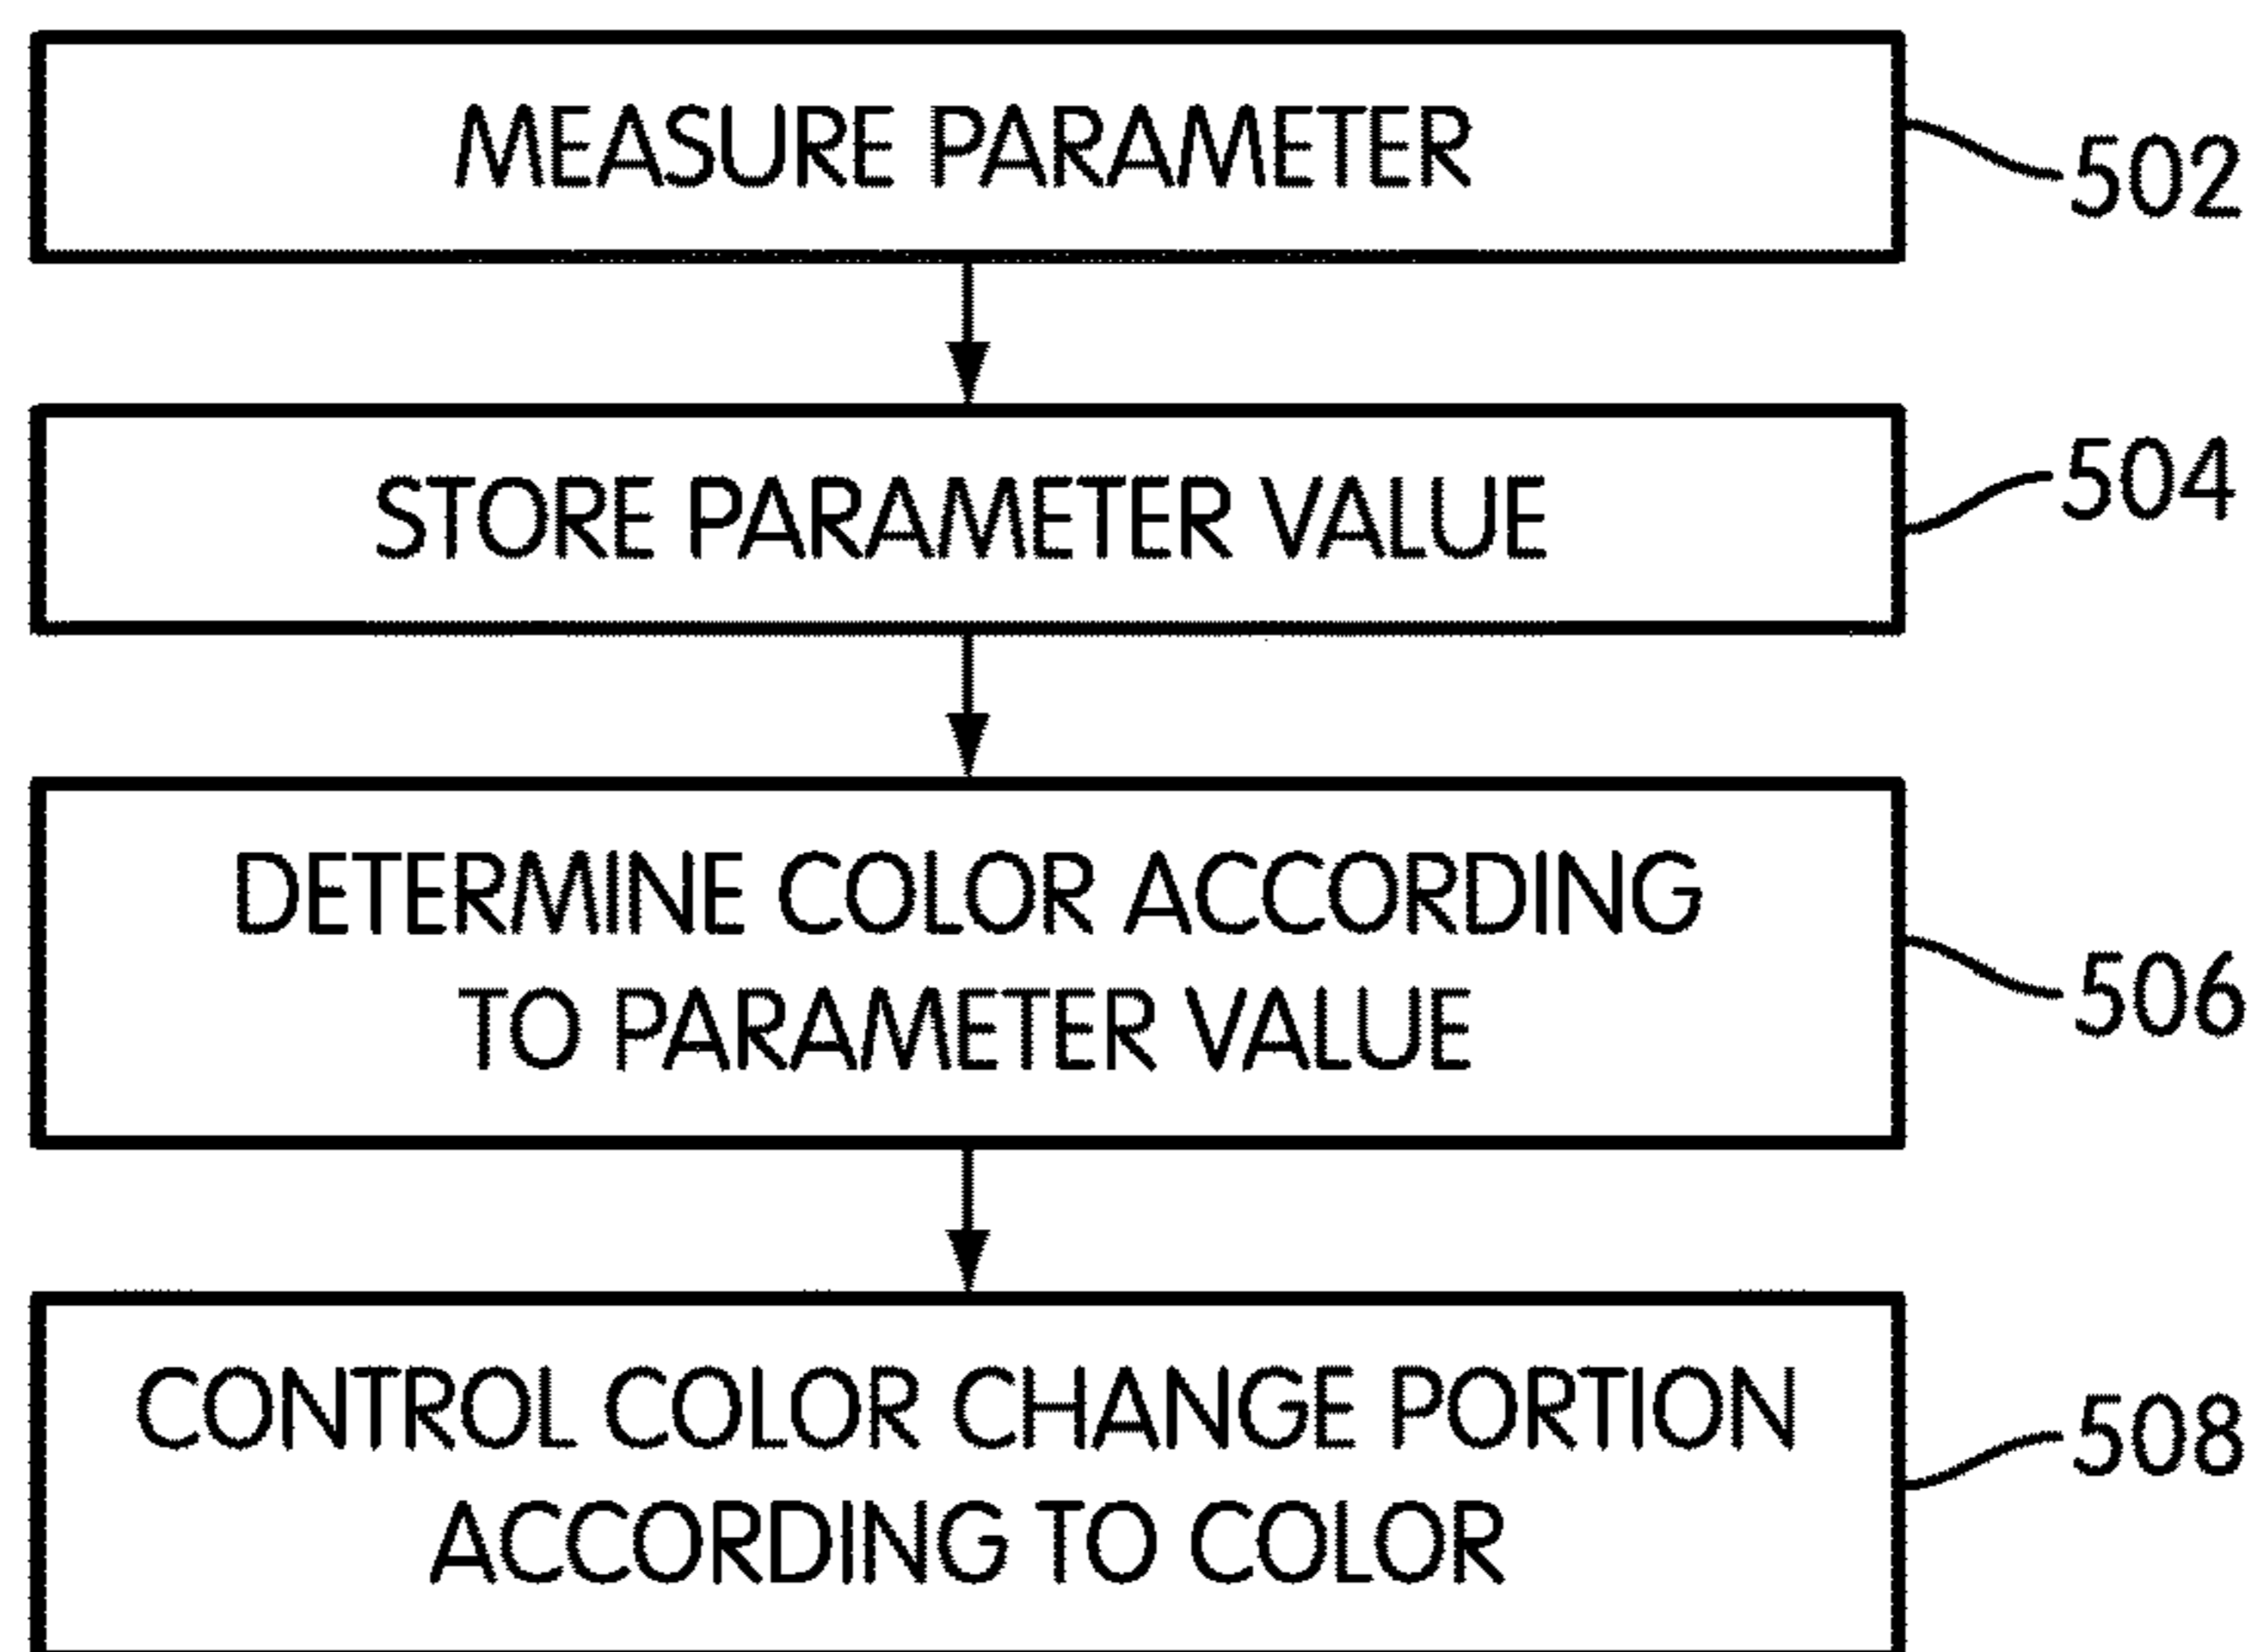 MEASURE PARAMETER
502
STORE PARAMETER VALUE
504
DETERMINE COLOR ACCORDING
TO PARAMETER VALUE
506
CONTROL COLOR CHANGE PORTION
ACCORDING TO COLOR
508